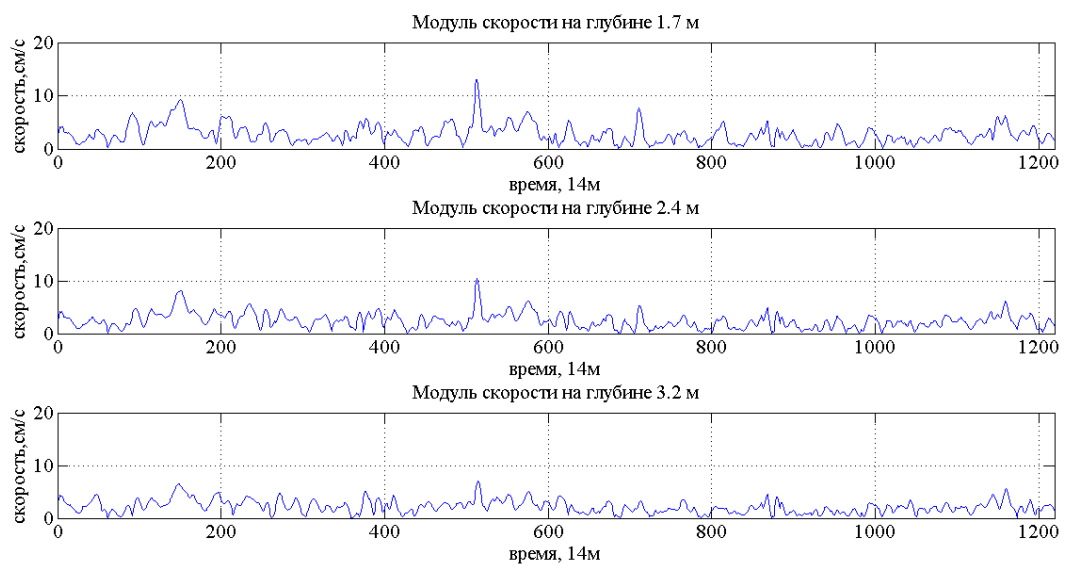 Модуль скорости на глубине 1.7 м
скорость,см/с
20
10
0
0 200 400 600 800 1000 1200
время, 14м
Модуль скорости на глубине 2.4 м
скорость,см/с
20
10
0
0 200 400 600 800 1000 1200
время, 14м
Модуль скорости на глубине 3.2 м
скорость,см/с
20
10
0
0 200 400 600 800 1000 1200
время, 14м